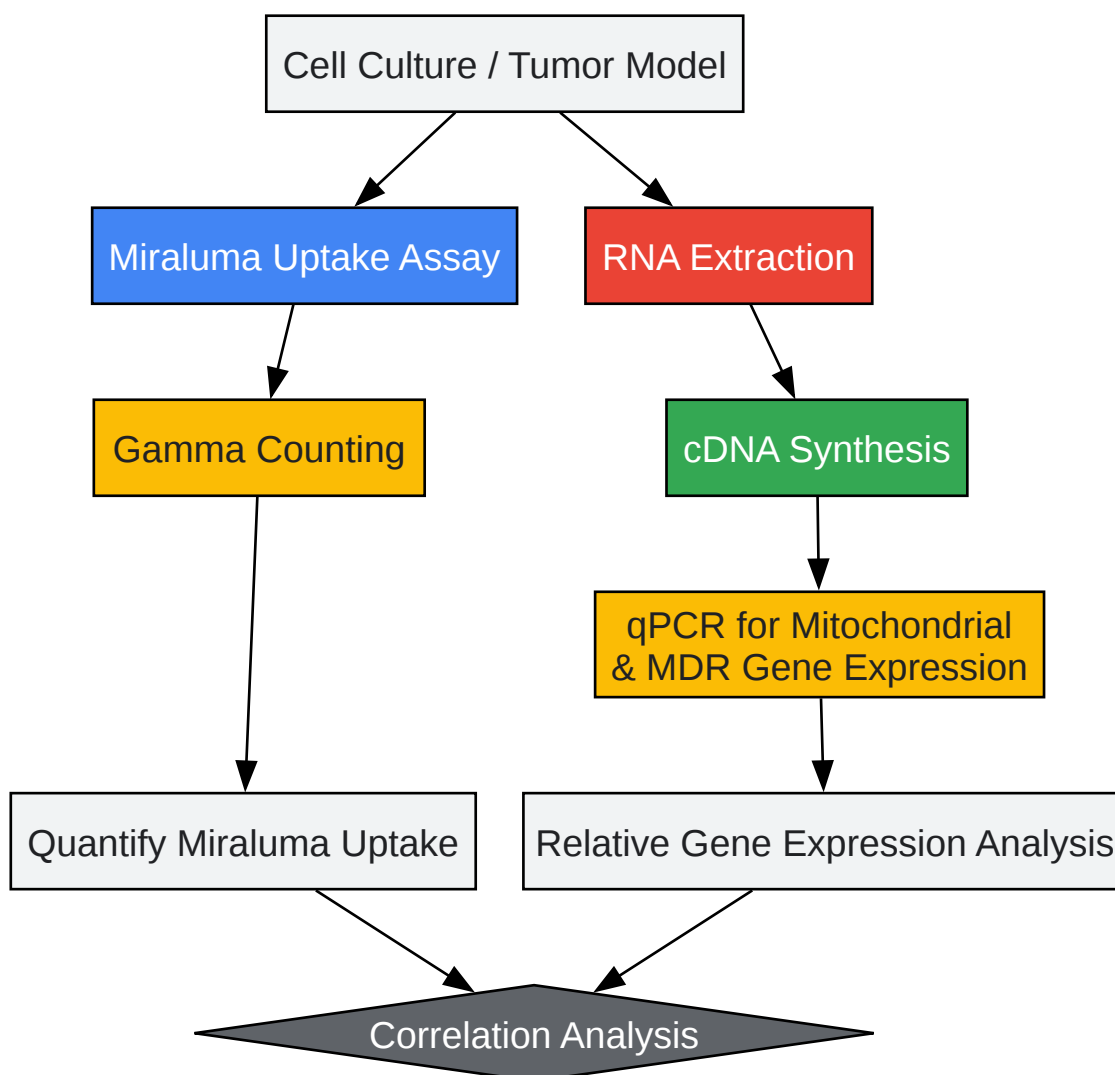 Cell Culture / Tumor Model
Miraluma Uptake Assay
RNA Extraction
Gamma Counting
cDNA Synthesis
qPCR for Mitochondrial
& MDR Gene Expression
Quantify Miraluma Uptake
Relative Gene Expression Analysis
Correlation Analysis